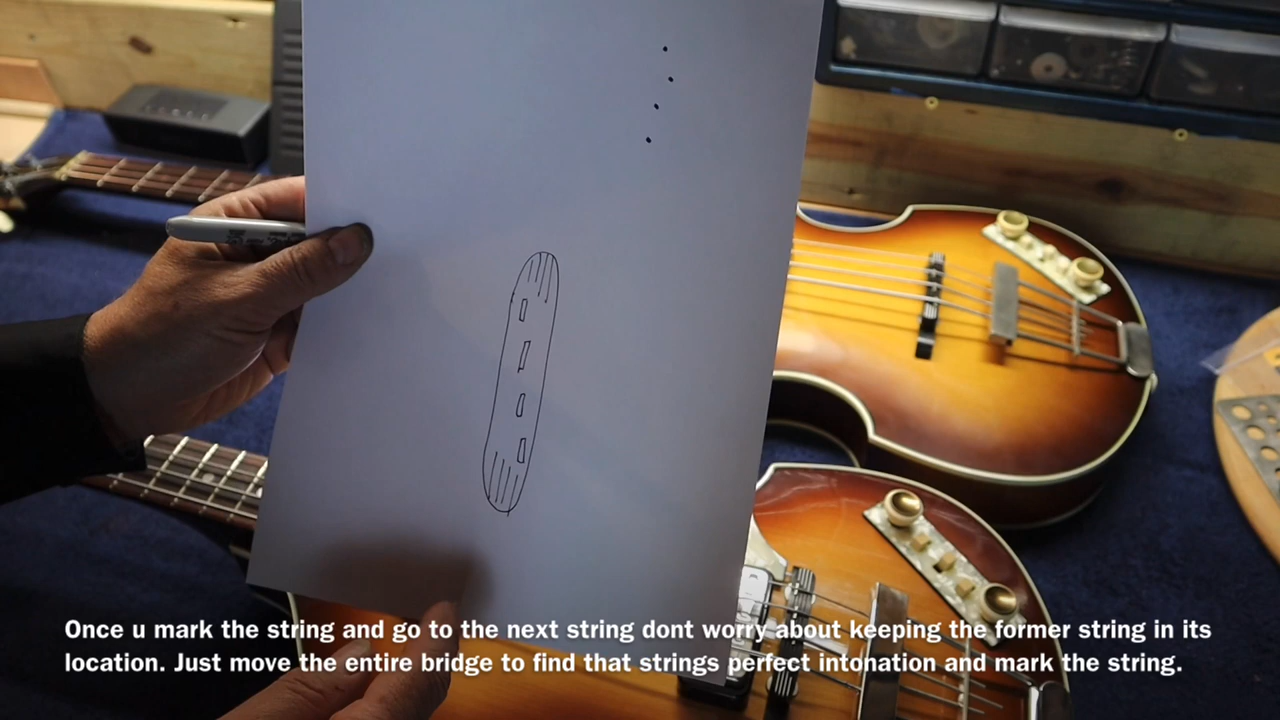 Once u mark the string and go to the next string dont worry about keeping the former string in its
location. Just move the entire bridge to find that strings perfect intonation and mark the string.